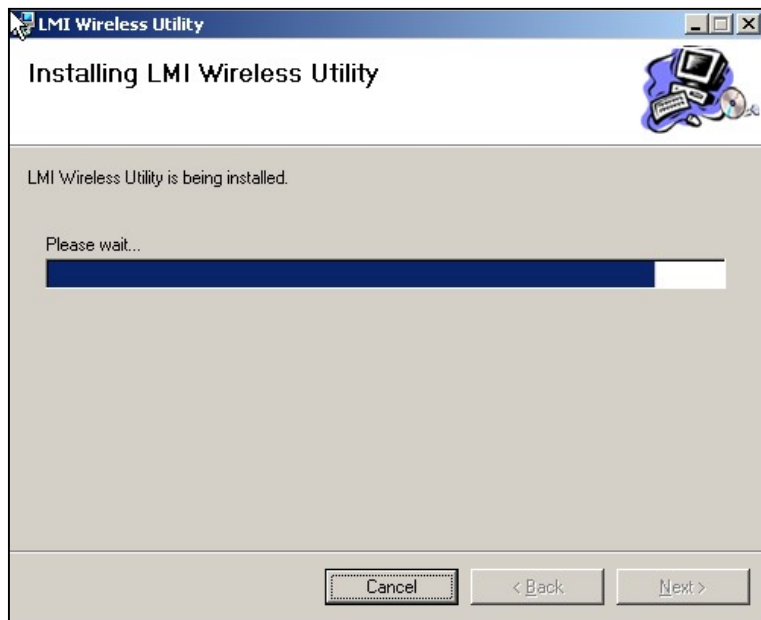 LMI Wireless Utility
Installing LMI Wireless Utility
LMI Wireless Utility is being installed.
Please wait...
Cancel
< Back
Next >